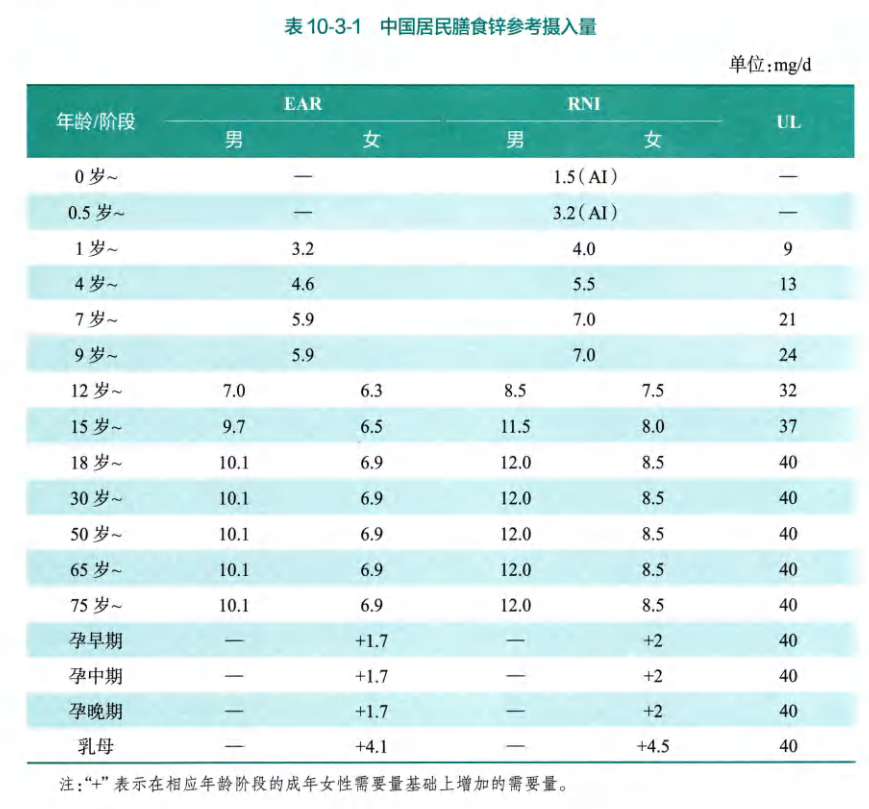 表 10-3-1 中国居民膳食锌参考摄入量
单位:mg/d
年龄/阶段 EAR RNI UL
男 女 男 女
0 岁~ — 1.5(AI) —
0.5 岁~ — 3.2(AI) —
1 岁~ 3.2 4.0 9
4 岁~ 4.6 5.5 13
7 岁~ 5.9 7.0 21
9 岁~ 5.9 7.0 24
12 岁~ 7.0 6.3 8.5 7.5 32
15 岁~ 9.7 6.5 11.5 8.0 37
18 岁~ 10.1 6.9 12.0 8.5 40
30 岁~ 10.1 6.9 12.0 8.5 40
50 岁~ 10.1 6.9 12.0 8.5 40
65 岁~ 10.1 6.9 12.0 8.5 40
75 岁~ 10.1 6.9 12.0 8.5 40
孕早期 — +1.7 — +2 40
孕中期 — +1.7 — +2 40
孕晚期 — +1.7 — +2 40
乳母 — +4.1 — +4.5 40
注:“+”表示在相应年龄阶段的成年女性需要量基础上增加的需要量。